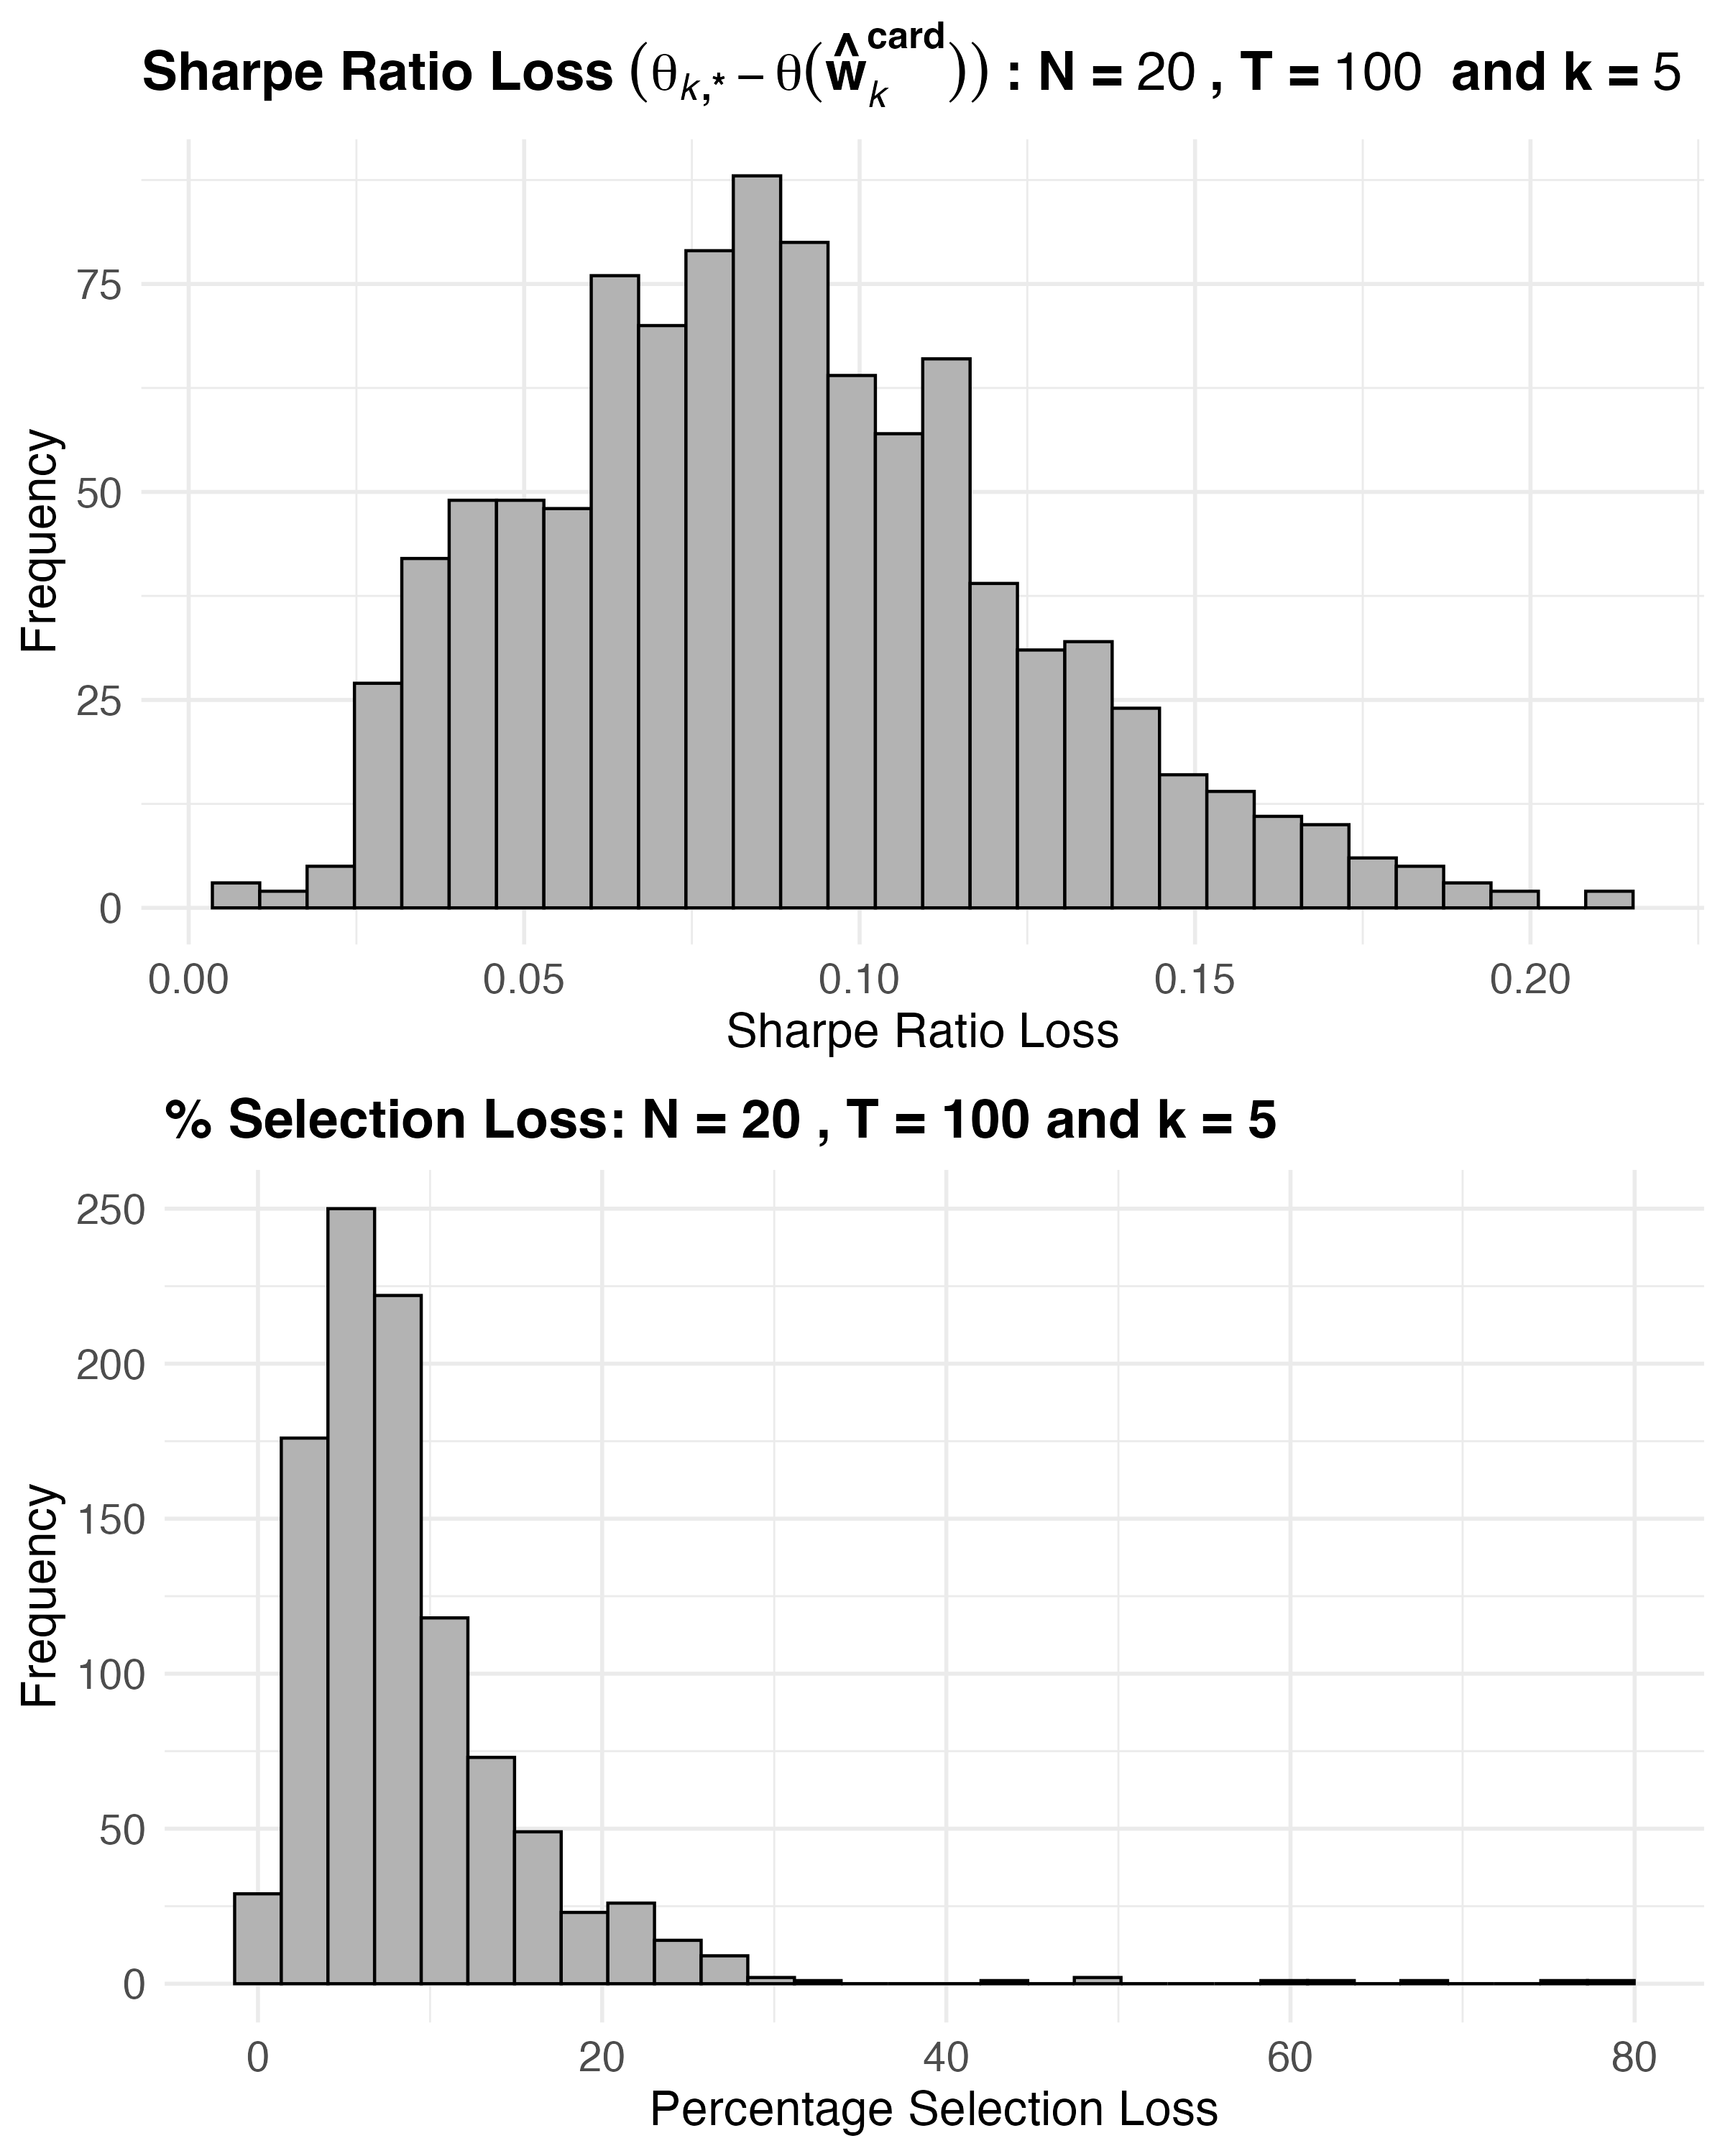 Sharpe Ratio Loss (θk,* − θ(ŵk^card)) : N = 20 , T = 100 and k = 5
Frequency
75
50
25
0
0.00 0.05 0.10 0.15 0.20
Sharpe Ratio Loss
% Selection Loss: N = 20 , T = 100 and k = 5
Frequency
250
200
150
100
50
0
0 20 40 60 80
Percentage Selection Loss